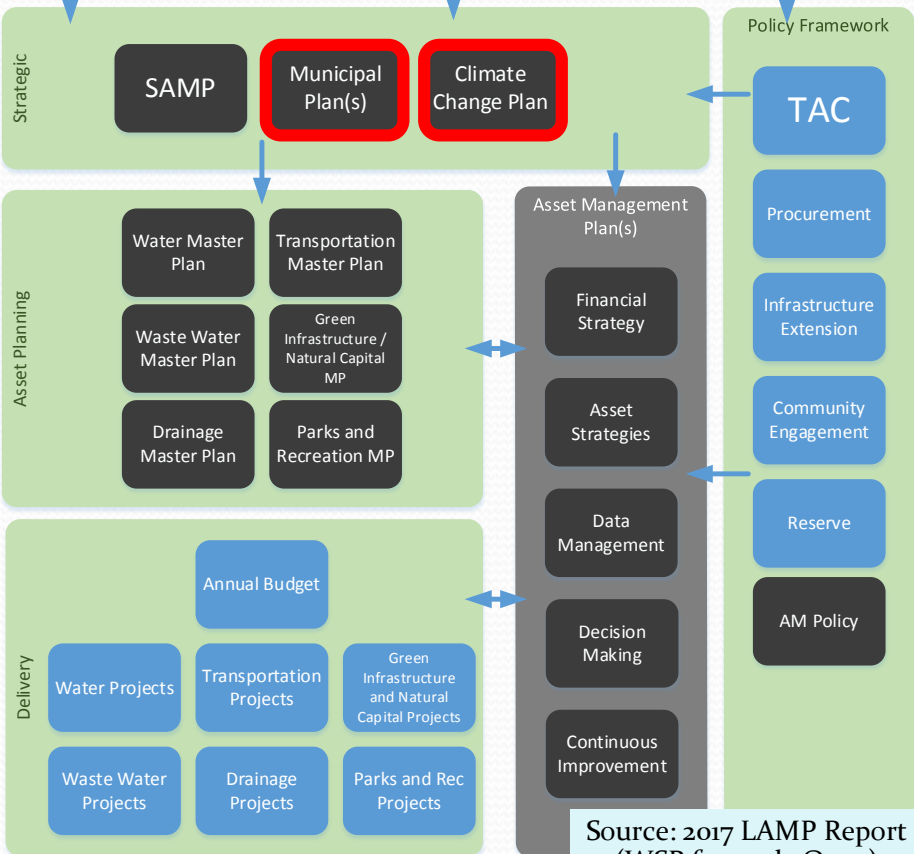 Policy Framework
Strategic
SAMP
Municipal
Plan(s)
Climate
Change Plan
TAC
Procurement
Infrastructure
Extension
Community
Engagement
Reserve
AM Policy
Asset Planning
Water Master
Plan
Transportation
Master Plan
Waste Water
Master Plan
Green
Infrastructure /
Natural Capital
MP
Drainage
Master Plan
Parks and
Recreation MP
Asset Management
Plan(s)
Financial
Strategy
Asset
Strategies
Data
Management
Decision
Making
Continuous
Improvement
Delivery
Annual Budget
Water Projects
Transportation
Projects
Green
Infrastructure
and Natural
Capital Projects
Waste Water
Projects
Drainage
Projects
Parks and Rec
Projects
Source: 2017 LAMP Report